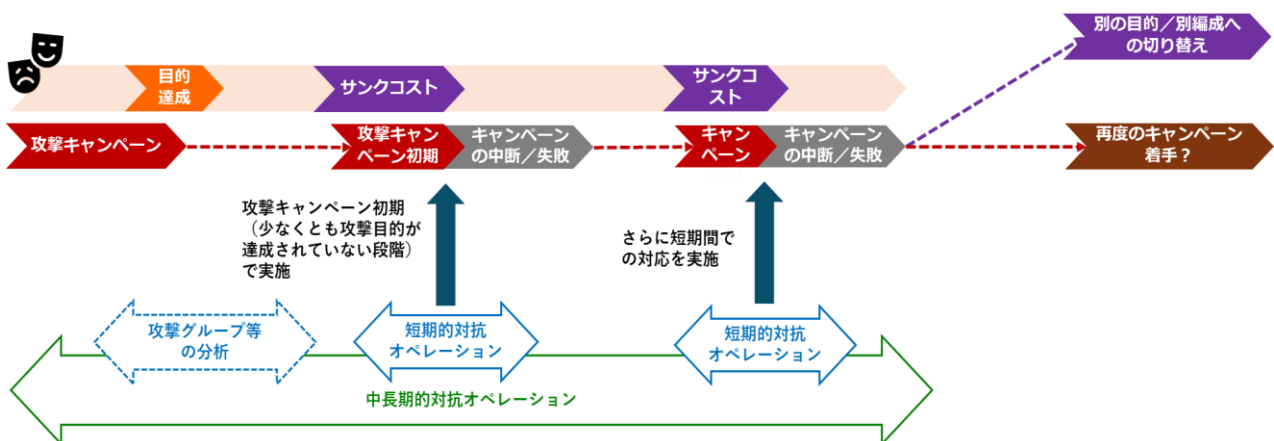 別の目的／別編成へ
の切り替え
目的
達成
サンクコスト
サンクコ
スト
攻撃キャンペーン
攻撃キャン
ペーン初期
キャンペーン
の中断／失敗
キャン
ペーン
キャンペーン
の中断／失敗
再度のキャンペーン
着手？
攻撃キャンペーン初期
（少なくとも攻撃目的が
達成されていない段階）
で実施
さらに短期間で
の対応を実施
攻撃グループ等
の分析
短期的対抗
オペレーション
短期的対抗
オペレーション
中長期的対抗オペレーション